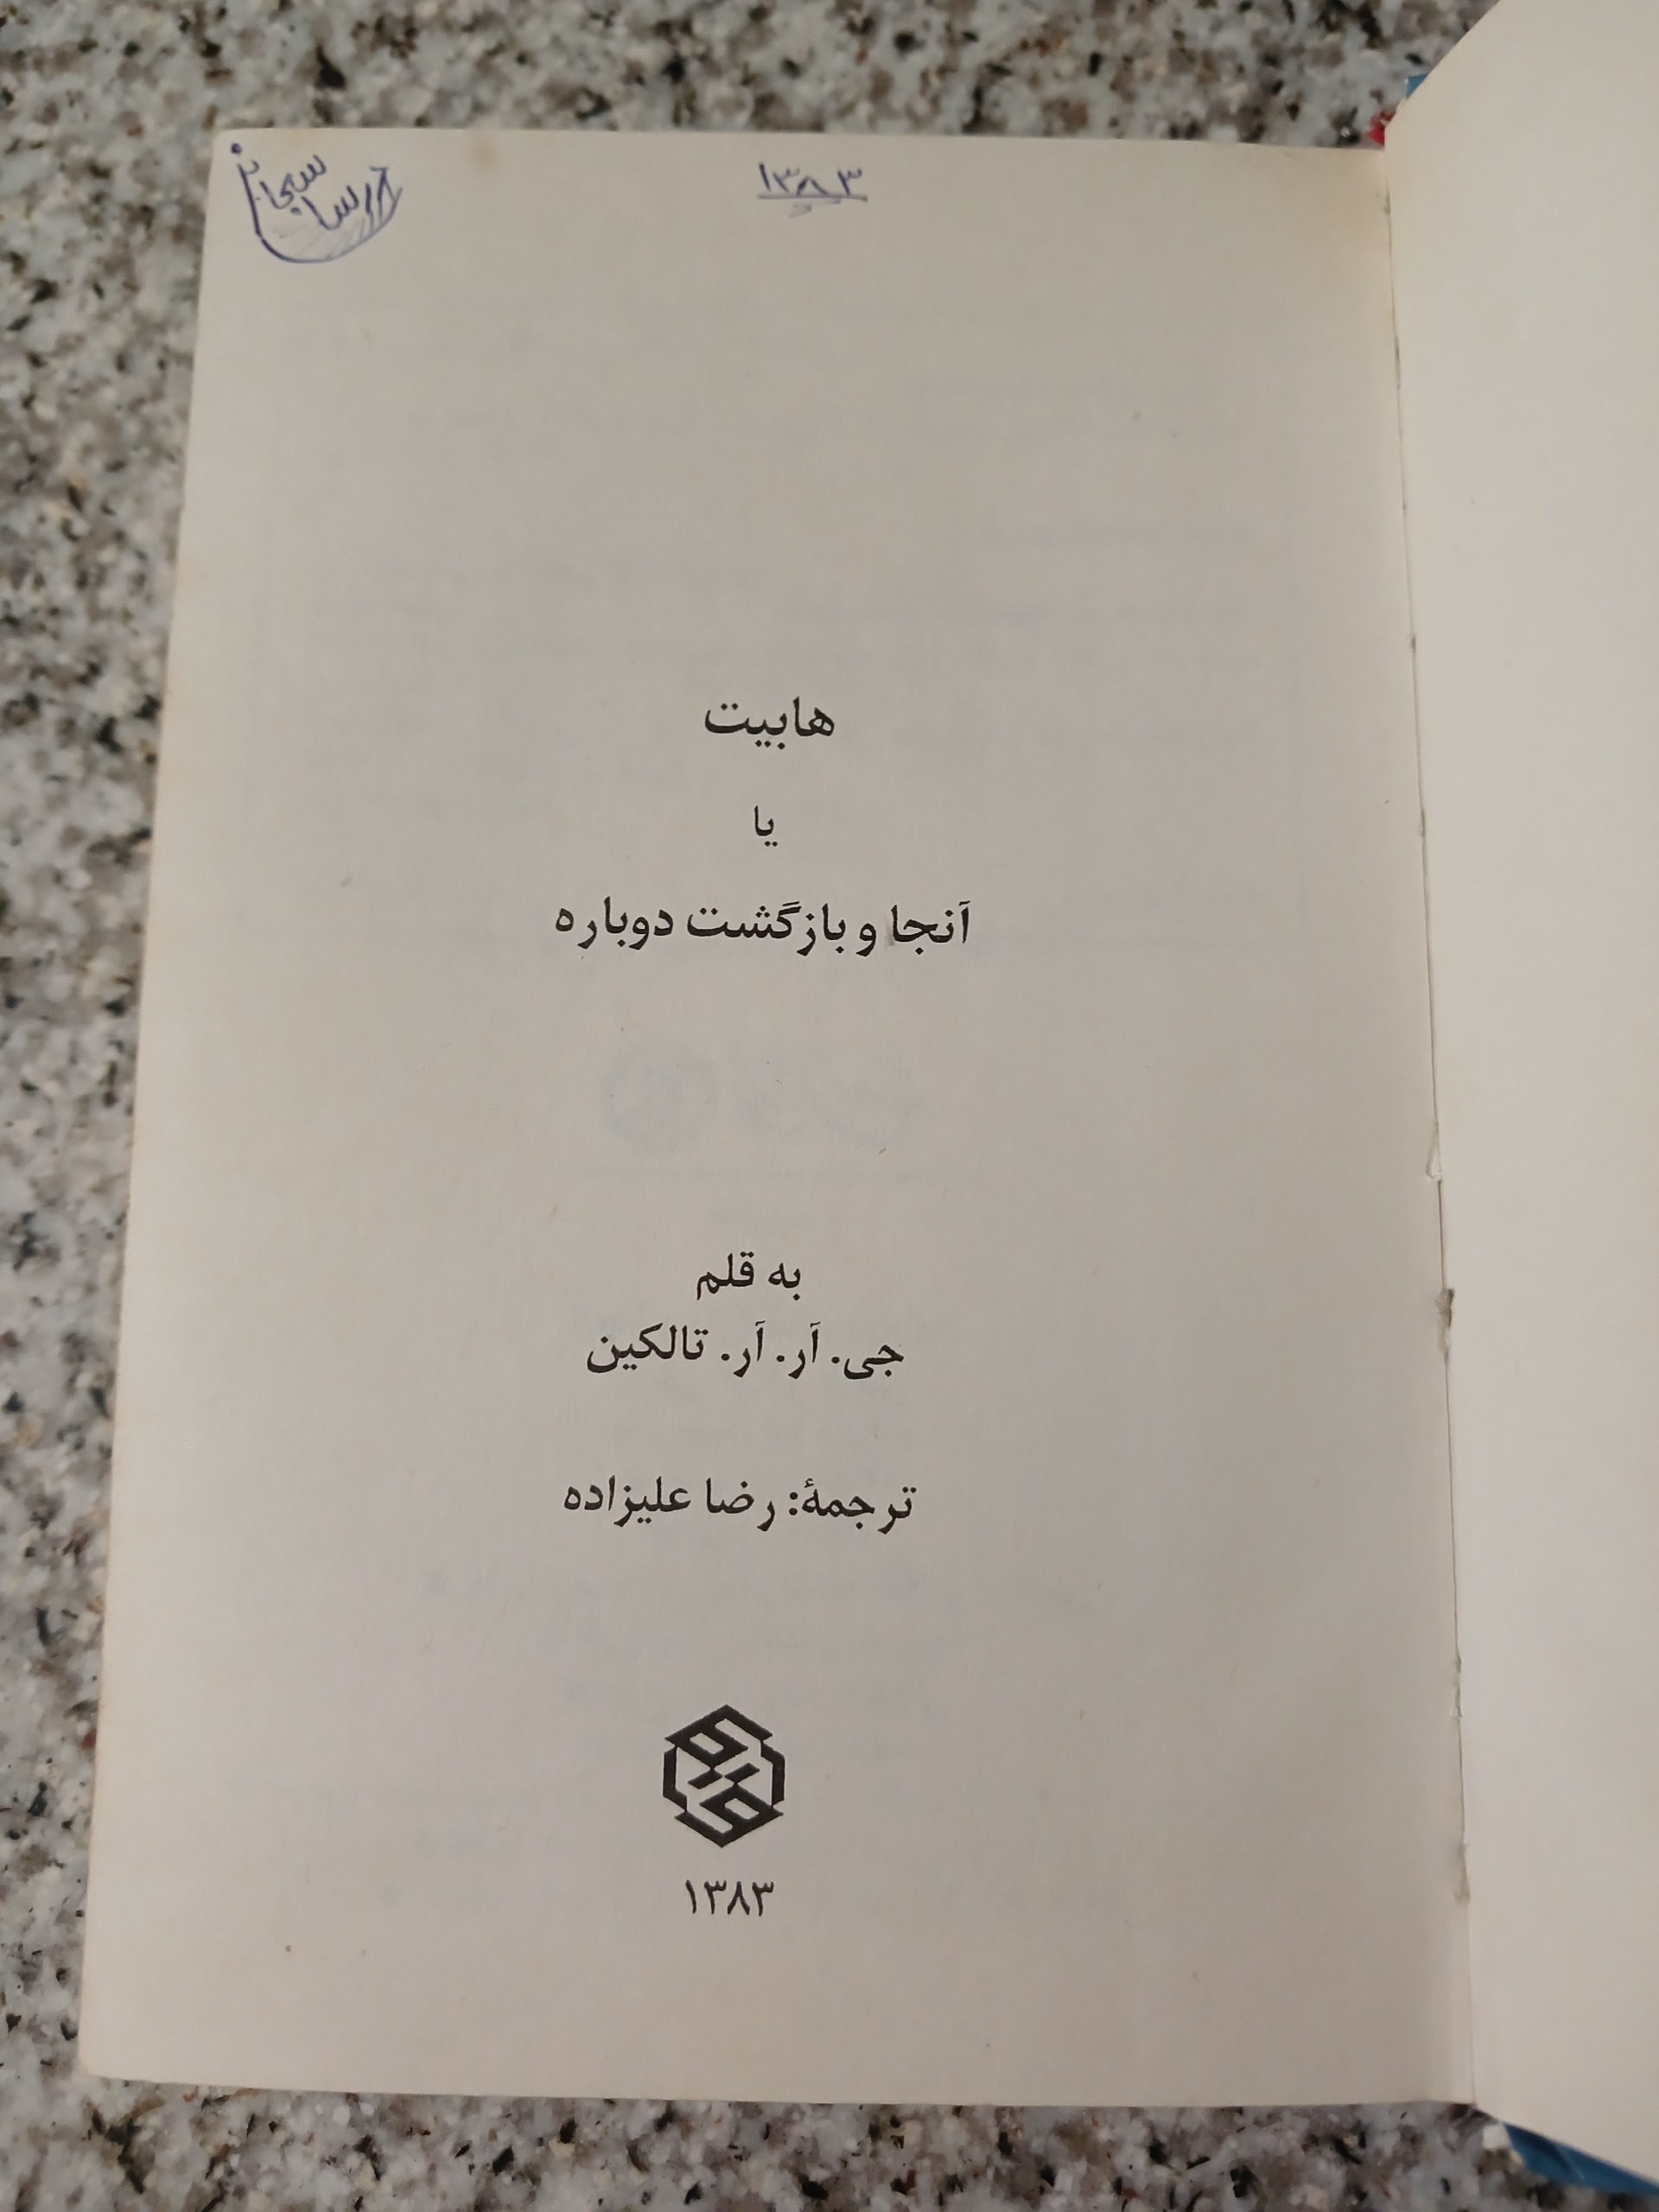 ۱۳۸۳
هابیت
یا
آنجا و بازگشت دوباره
به قلم
جی. آر. آر. تالکین
ترجمهٔ: رضا علیزاده
۱۳۸۳